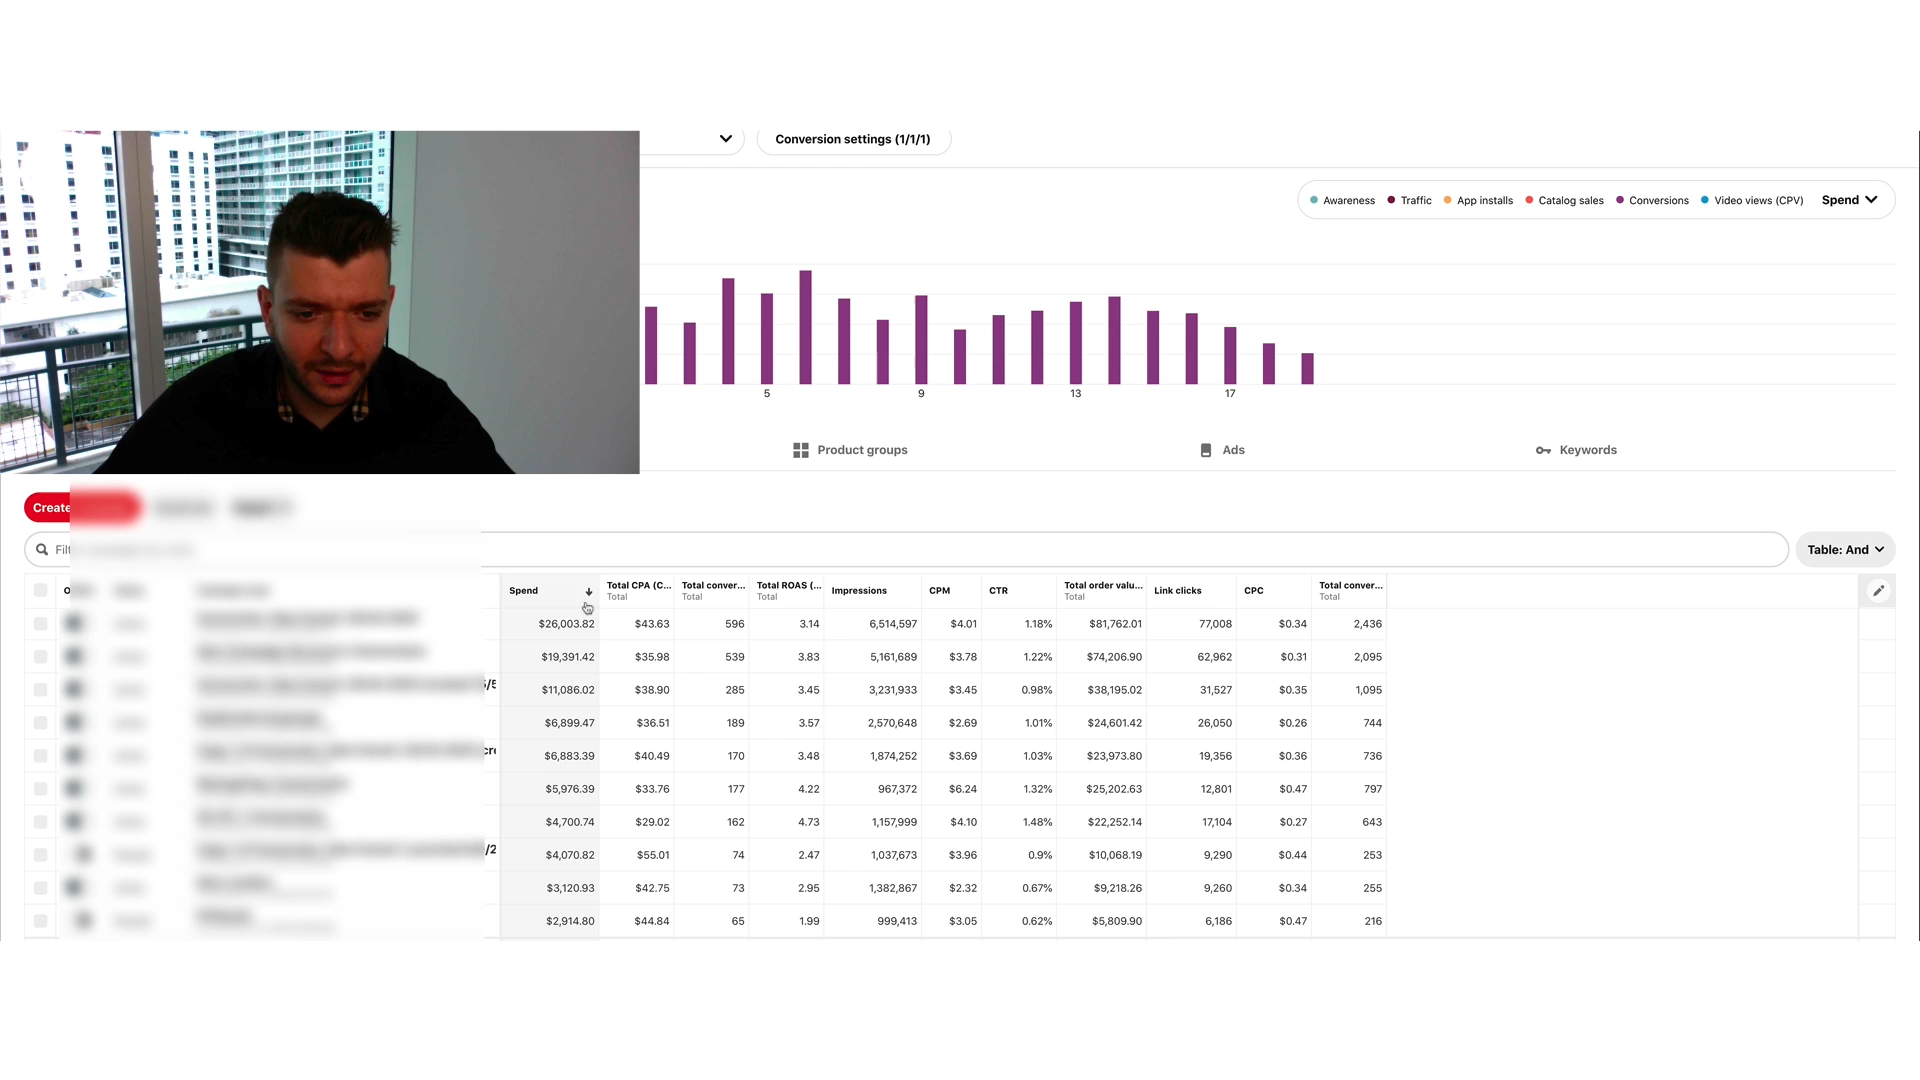 Conversion settings (1/1/1)
Awareness Traffic App installs Catalog sales Conversions Video views (CPV) Spend
5 9 13 17
Product groups Ads Keywords
Create
Table: And
Spend Total CPA (C... Total conver... Total ROAS (... Impressions CPM CTR Total order valu... Link clicks CPC Total conver...
Total Total Total Total Total
$26,003.82 $43.63 596 3.14 6,514,597 $4.01 1.18% $81,762.01 77,008 $0.34 2,436
$19,391.42 $35.98 539 3.83 5,161,689 $3.78 1.22% $74,206.90 62,962 $0.31 2,095
$11,086.02 $38.90 285 3.45 3,231,933 $3.45 0.98% $38,195.02 31,527 $0.35 1,095
$6,899.47 $36.51 189 3.57 2,570,648 $2.69 1.01% $24,601.42 26,050 $0.26 744
$6,883.39 $40.49 170 3.48 1,874,252 $3.69 1.03% $23,973.80 19,356 $0.36 736
$5,976.39 $33.76 177 4.22 967,372 $6.24 1.32% $25,202.63 12,801 $0.47 797
$4,700.74 $29.02 162 4.73 1,157,999 $4.10 1.48% $22,252.14 17,104 $0.27 643
$4,070.82 $55.01 74 2.47 1,037,673 $3.96 0.9% $10,068.19 9,290 $0.44 253
$3,120.93 $42.75 73 2.95 1,382,867 $2.32 0.67% $9,218.26 9,260 $0.34 255
$2,914.80 $44.84 65 1.99 999,413 $3.05 0.62% $5,809.90 6,186 $0.47 216